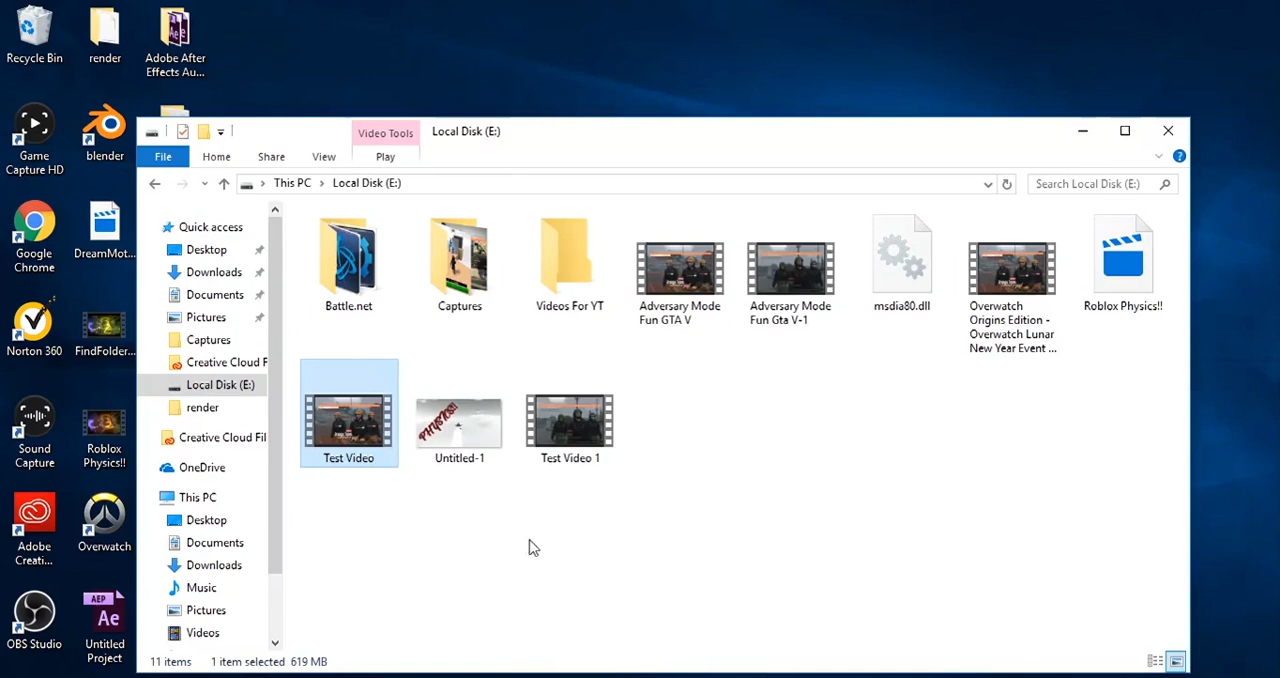 Recycle Bin
render
Adobe After
Effects Au...
Game
Capture HD
blender
Google
Chrome
DreamMot...
Norton 360
FindFolder...
Sound
Capture
Roblox
Physics!!
Adobe
Creati...
Overwatch
OBS Studio
AEP
Ae
Untitled
Project
Video Tools
Local Disk (E:)
File
Home
Share
View
Play
This PC
Local Disk (E:)
Search Local Disk (E:)
Quick access
Desktop
Downloads
Documents
Pictures
Captures
Creative Cloud F
Local Disk (E:)
render
Creative Cloud Fil
OneDrive
This PC
Desktop
Documents
Downloads
Music
Pictures
Videos
Battle.net
Captures
Videos For YT
Adversary Mode
Fun GTA V
Adversary Mode
Fun Gta V-1
msdia80.dll
Overwatch
Origins Edition -
Overwatch Lunar
New Year Event ...
Roblox Physics!!
Test Video
PHYSICS!!
Untitled-1
Test Video 1
11 items
1 item selected 619 MB